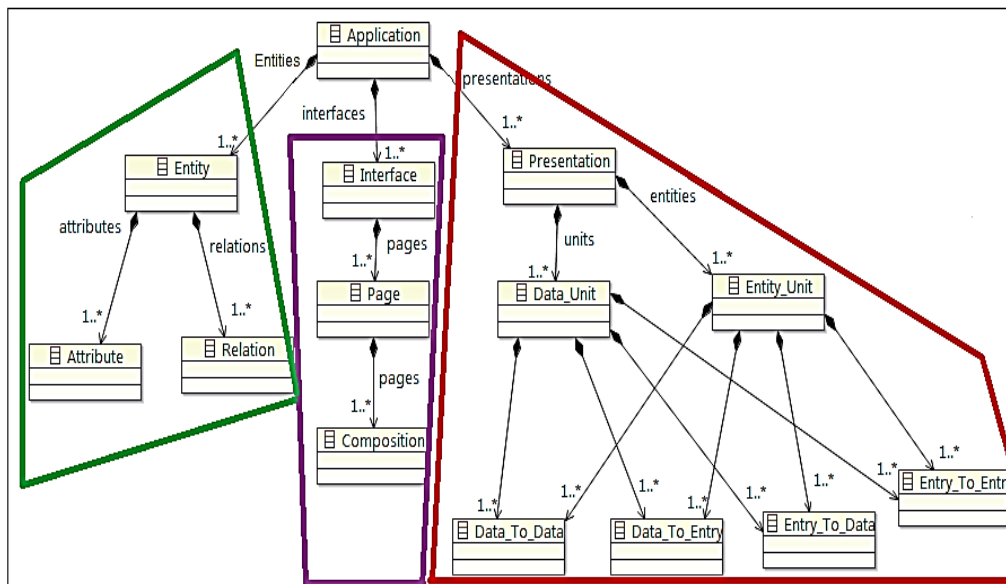 Application
Entities
presentations
interfaces
1..*
1..*
1..*
Entity
Interface
Presentation
attributes
relations
pages
units
entities
1..*
1..*
1..*
Page
Data_Unit
Entity_Unit
1..*
1..*
Attribute
Relation
pages
1..*
Composition
1..*
1..*
1..*
1..*
1..*
1..*
1..*
1..*
Data_To_Data
Data_To_Entry
Entry_To_Data
Entry_To_Entr